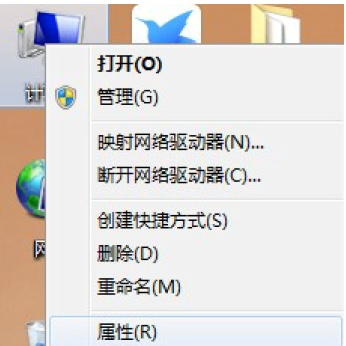 打开(O)
管理(G)
映射网络驱动器(N)...
断开网络驱动器(C)...
创建快捷方式(S)
删除(D)
重命名(M)
属性(R)